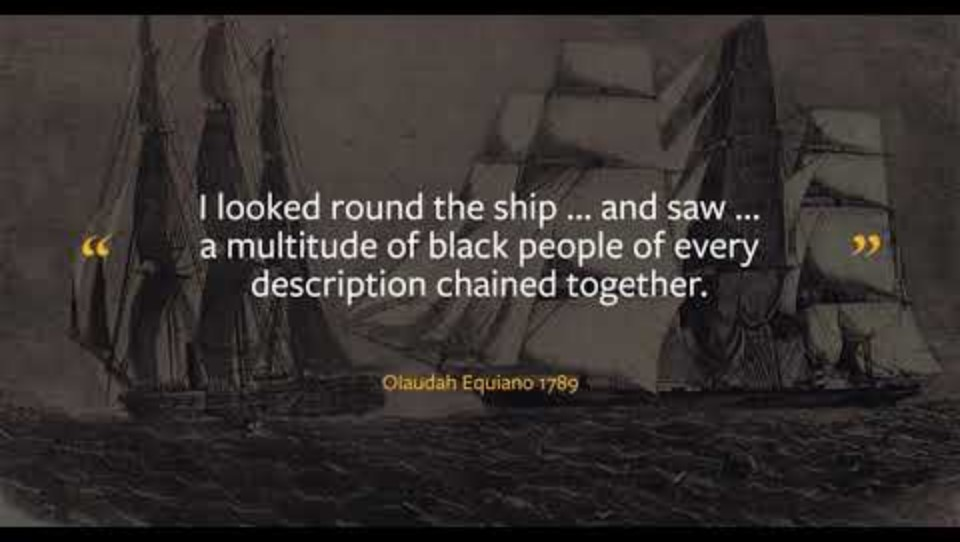 I looked round the ship ... and saw ...
“ a multitude of black people of every ”
description chained together.
Olaudah Equiano 1789